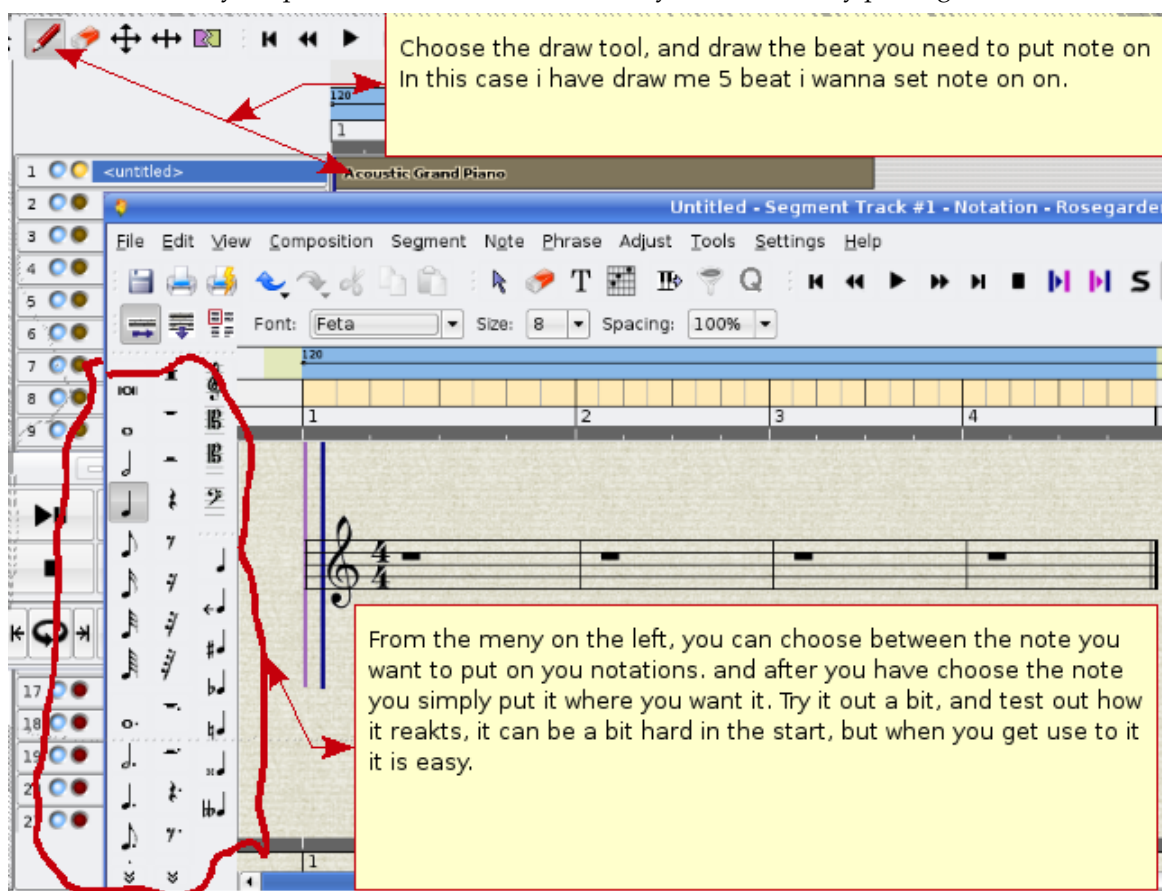 Choose the draw tool, and draw the beat you need to put note on
In this case i have draw me 5 beat i wanna set note on on.
120
1
1 <untitled>
Acoustic Grand Piano
2
Untitled - Segment Track #1 - Notation - Rosegarde
3
File Edit View Composition Segment Note Phrase Adjust Tools Settings Help
4
5
6
Font: Feta Size: 8 Spacing: 100%
7
120
8
1 2 3 4
9
From the meny on the left, you can choose between the note you
want to put on you notations. and after you have choose the note
you simply put it where you want it. Try it out a bit, and test out how
it reakts, it can be a bit hard in the start, but when you get use to it
it is easy.
17
18
19
2
2
1